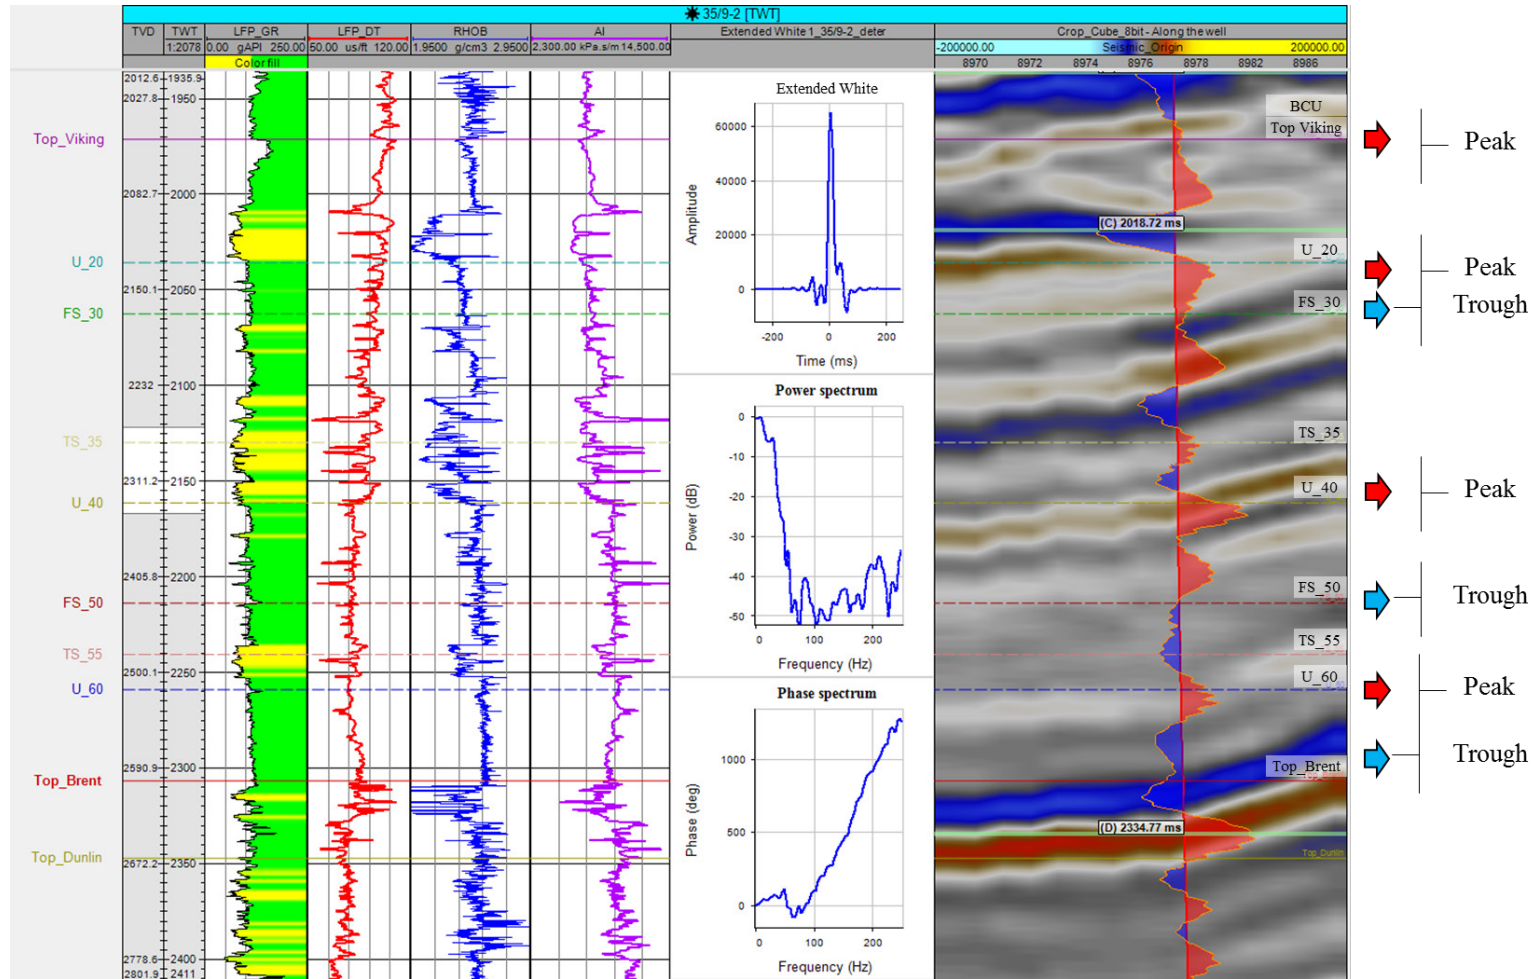 35/9-2 [TWT]
TVD TWT LFP_GR LFP_DT RHOB AI Extended White 1_35/9-2_deter Crop_Cube_8bit - Along the well
1:2078 0.00 gAPI 250.00 50.00 us/ft 120.00 1.9500 g/cm3 2.9500 2,300.00 kPa.s/m 14,500.00 -200000.00 Seismic_Origin 200000.00
Color fill 8970 8972 8974 8976 8978 8982 8986
2012.6 1935.9
2027.8 1950
Top_Viking
2082.7 2000
U_20
2150.1 2050
FS_30
2232 2100
TS_35
2311.2 2150
U_40
2405.8 2200
FS_50
TS_55
2500.1 2250
U_60
2590.9 2300
Top_Brent
Top_Dunlin
2672.2 2350
2778.6 2400
2801.9 2411
Extended White
Amplitude
60000
40000
20000
0
-200 0 200
Time (ms)
Power spectrum
Power (dB)
0
-10
-20
-30
-40
-50
0 100 200
Frequency (Hz)
Phase spectrum
Phase (deg)
1000
500
0
0 100 200
Frequency (Hz)
BCU
Top Viking
(C) 2018.72 ms
U_20
FS_30
TS_35
U_40
FS_50
TS_55
U_60
Top_Brent
(D) 2334.77 ms
Top_Dunlin
Peak
Peak
Trough
Peak
Trough
Peak
Trough